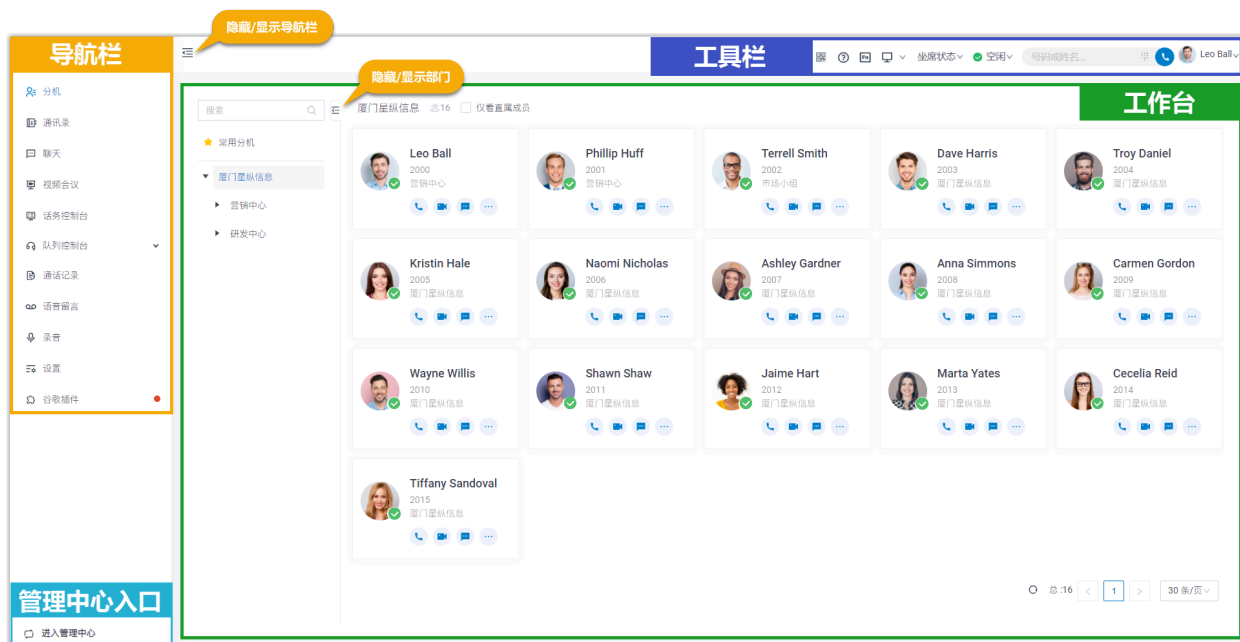 隐藏/显示导航栏
导航栏
工具栏
坐席状态
空闲
号码或姓名...
Leo Ball
隐藏/显示部门
工作台
分机
通讯录
聊天
视频会议
话务控制台
队列控制台
通话记录
语音留言
录音
设置
谷歌插件
管理中心入口
进入管理中心
搜索
常用分机
厦门星纵信息
营销中心
研发中心
厦门星纵信息 16 仅看直属成员
Leo Ball
2000
营销中心
Phillip Huff
2001
营销中心
Terrell Smith
2002
市场小组
Dave Harris
2003
厦门星纵信息
Troy Daniel
2004
厦门星纵信息
Kristin Hale
2005
厦门星纵信息
Naomi Nicholas
2006
厦门星纵信息
Ashley Gardner
2007
厦门星纵信息
Anna Simmons
2008
厦门星纵信息
Carmen Gordon
2009
厦门星纵信息
Wayne Willis
2010
厦门星纵信息
Shawn Shaw
2011
厦门星纵信息
Jaime Hart
2012
厦门星纵信息
Marta Yates
2013
厦门星纵信息
Cecelia Reid
2014
厦门星纵信息
Tiffany Sandoval
2015
厦门星纵信息
总:16 < 1 > 30 条/页